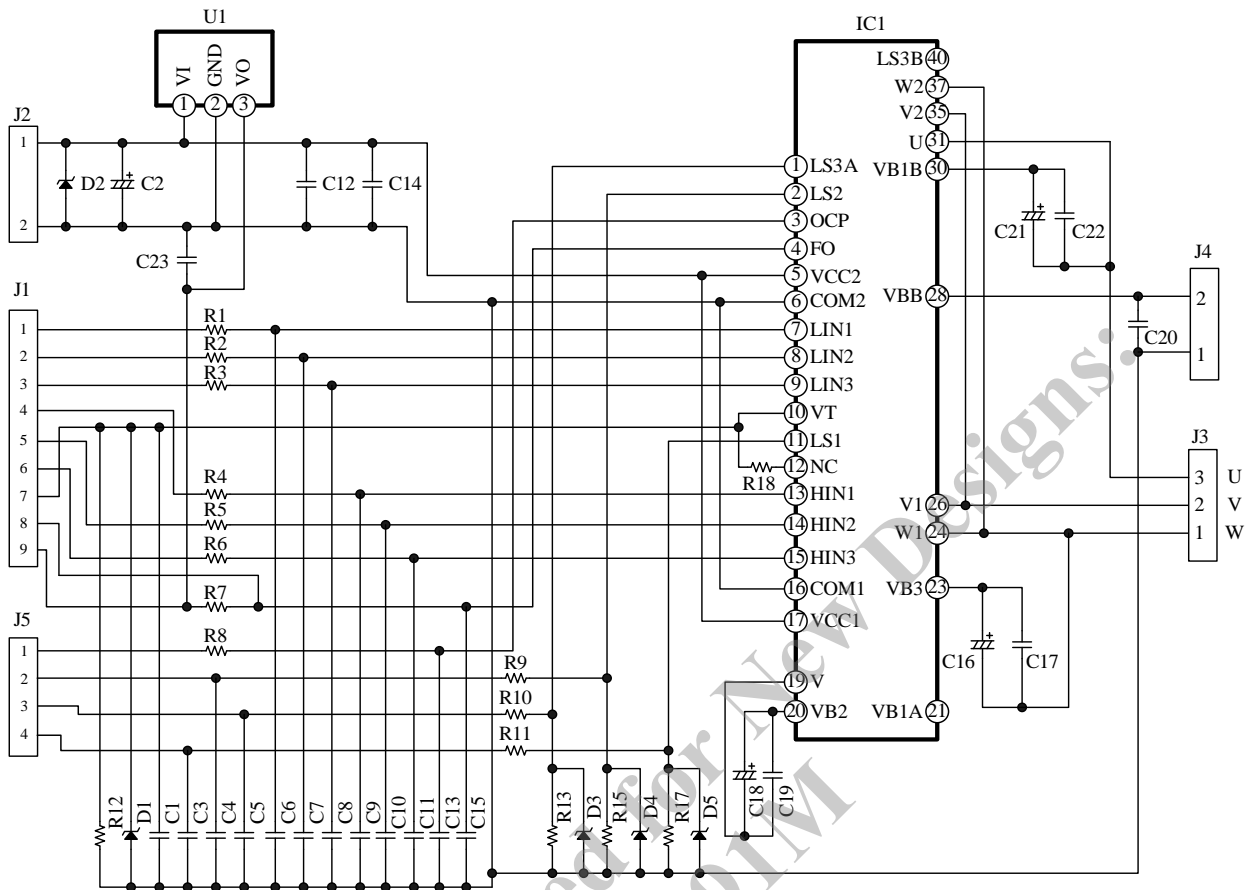 U1
VI
GND
VO
1
2
3
J2
1
2
D2
C2
C12
C14
C23
J1
1
2
3
4
5
6
7
8
9
R1
R2
R3
R4
R5
R6
R7
J5
1
2
3
4
R8
R9
R10
R11
R12
D1
C1
C3
C4
C5
C6
C7
C8
C9
C10
C11
C13
C15
R13
D3
R15
D4
R17
D5
C18
C19
R18
IC1
1 LS3A
2 LS2
3 OCP
4 FO
5 VCC2
6 COM2
7 LIN1
8 LIN2
9 LIN3
10 VT
11 LS1
12 NC
13 HIN1
14 HIN2
15 HIN3
16 COM1
17 VCC1
19 V
20 VB2
LS3B 40
W2 37
V2 35
U 31
VB1B 30
VBB 28
V1 26
W1 24
VB3 23
VB1A 21
C21
C22
J4
2
1
C20
J3
3 U
2 V
1 W
C16
C17
ed for New Designs:
01M